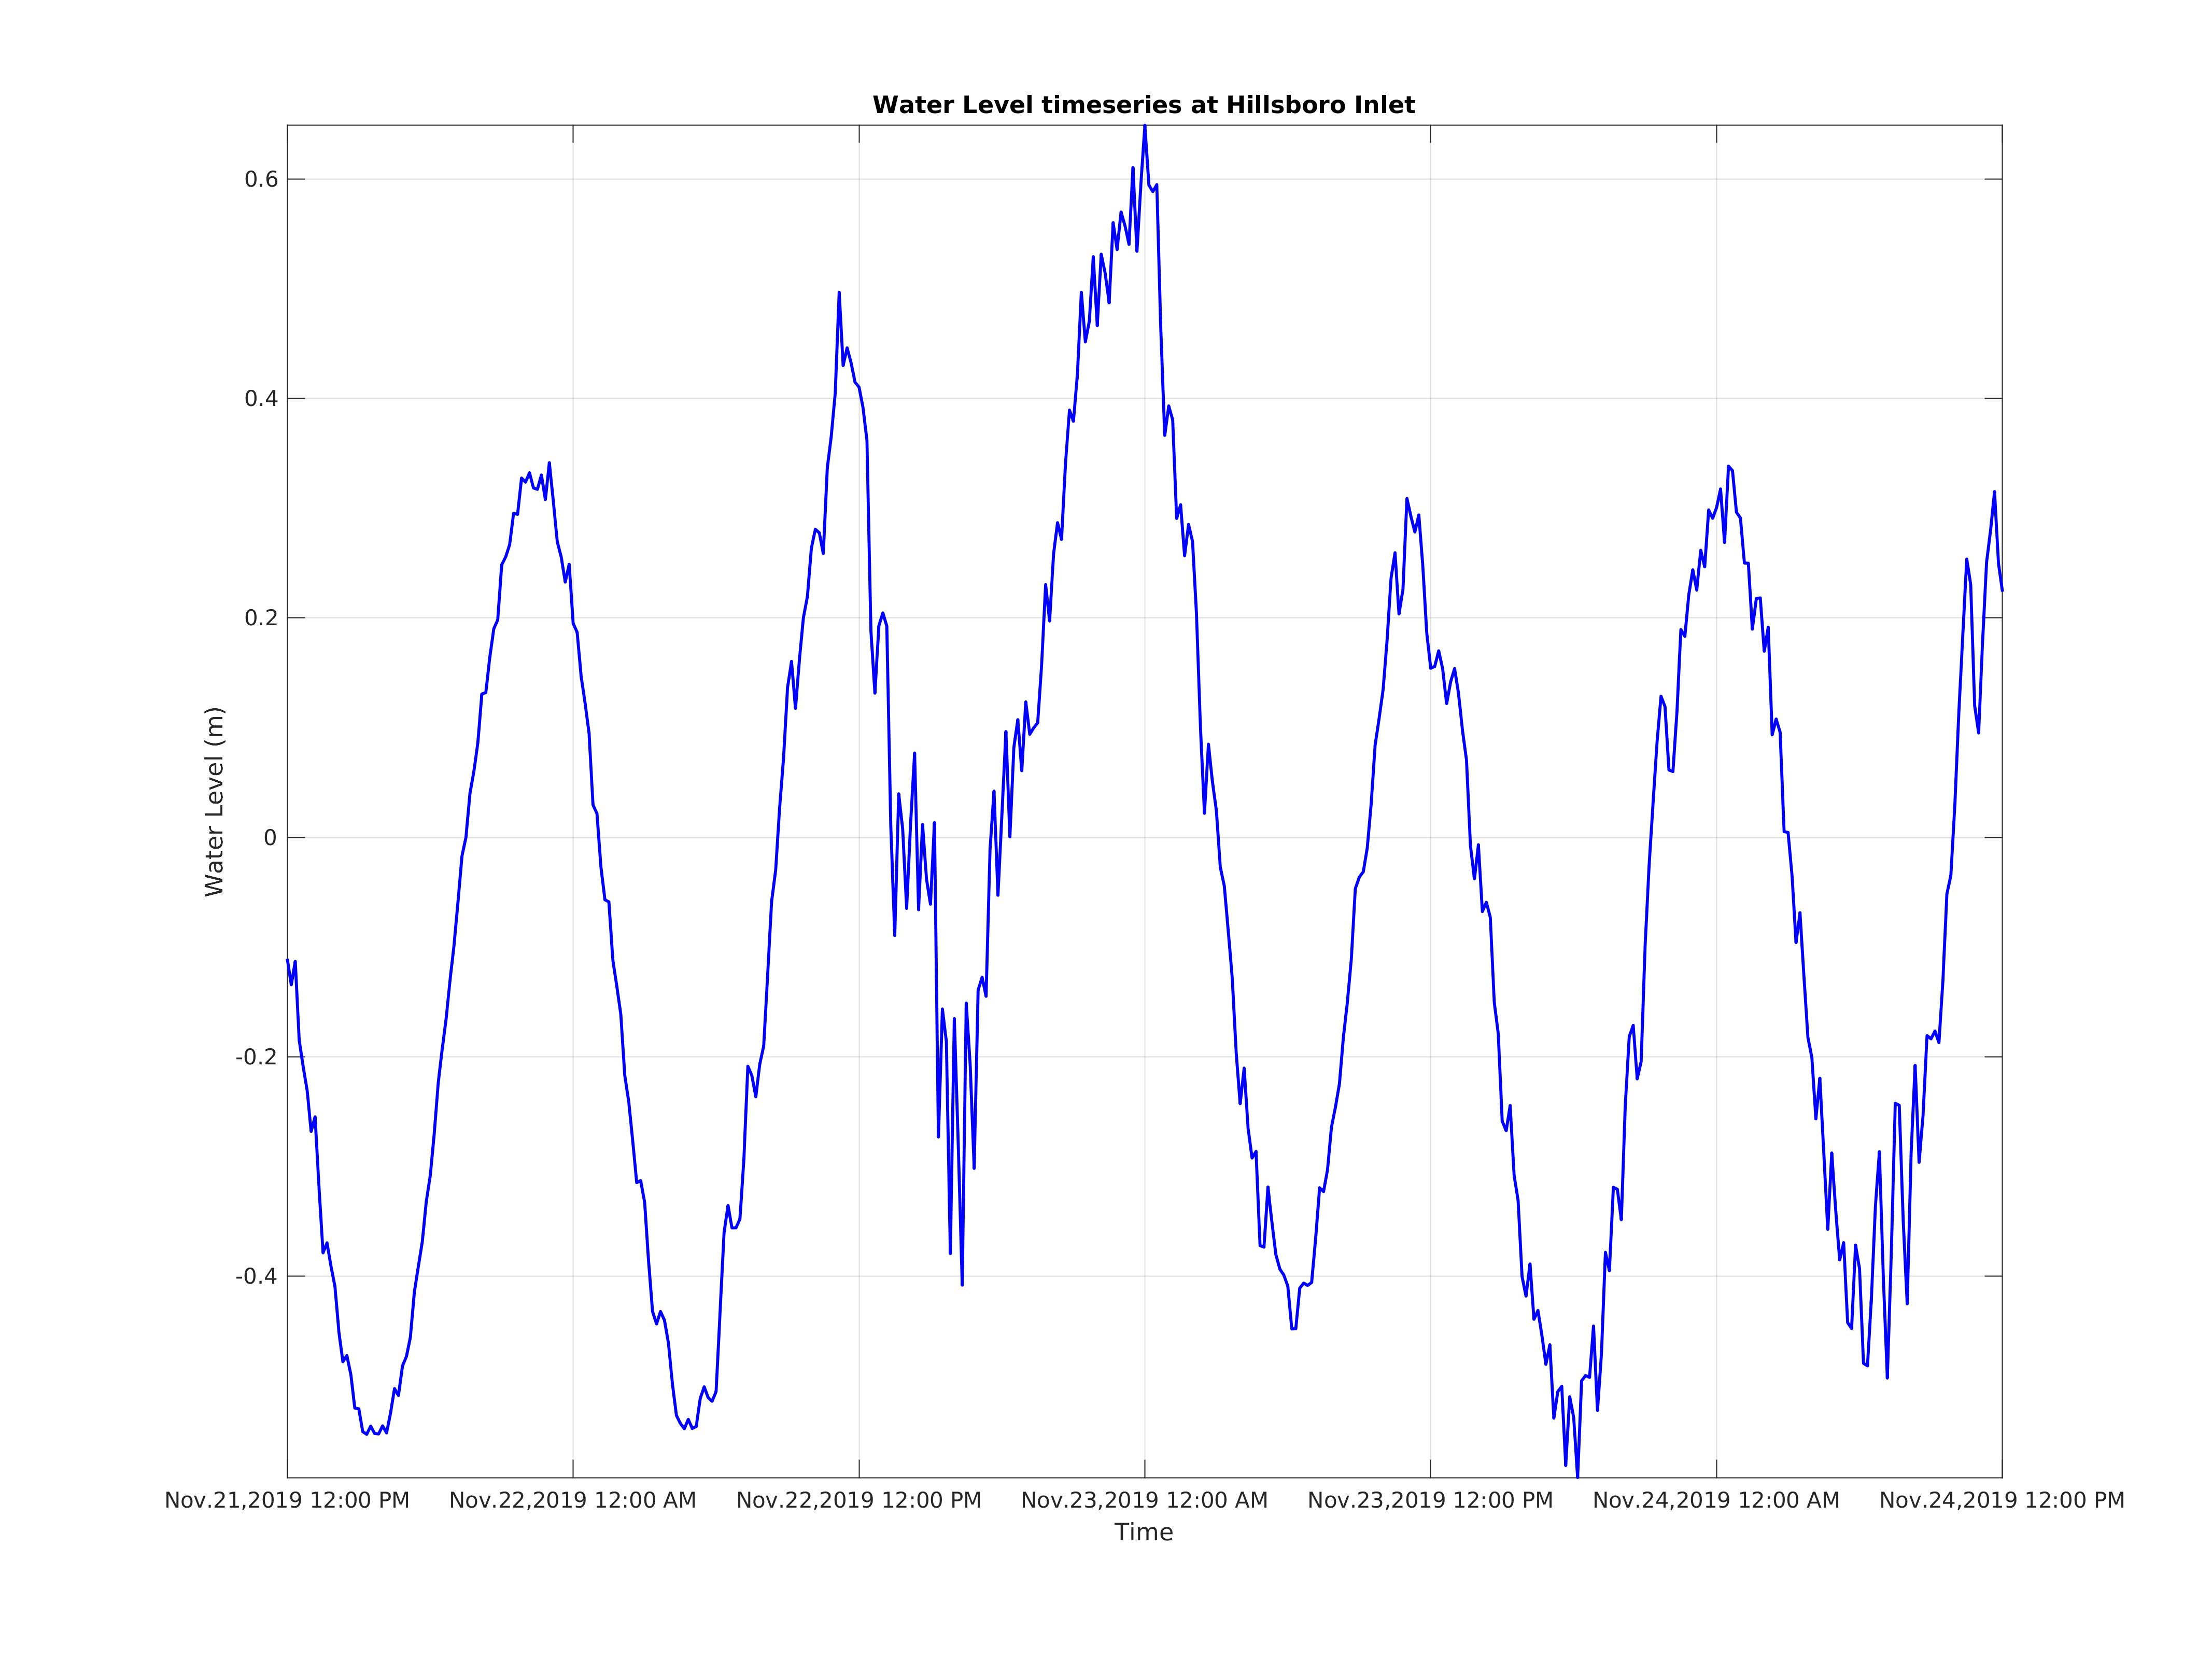 Water Level timeseries at Hillsboro Inlet
0.6
0.4
0.2
0
-0.2
-0.4
Water Level (m)
Nov.21,2019 12:00 PM Nov.22,2019 12:00 AM Nov.22,2019 12:00 PM Nov.23,2019 12:00 AM Nov.23,2019 12:00 PM Nov.24,2019 12:00 AM Nov.24,2019 12:00 PM
Time